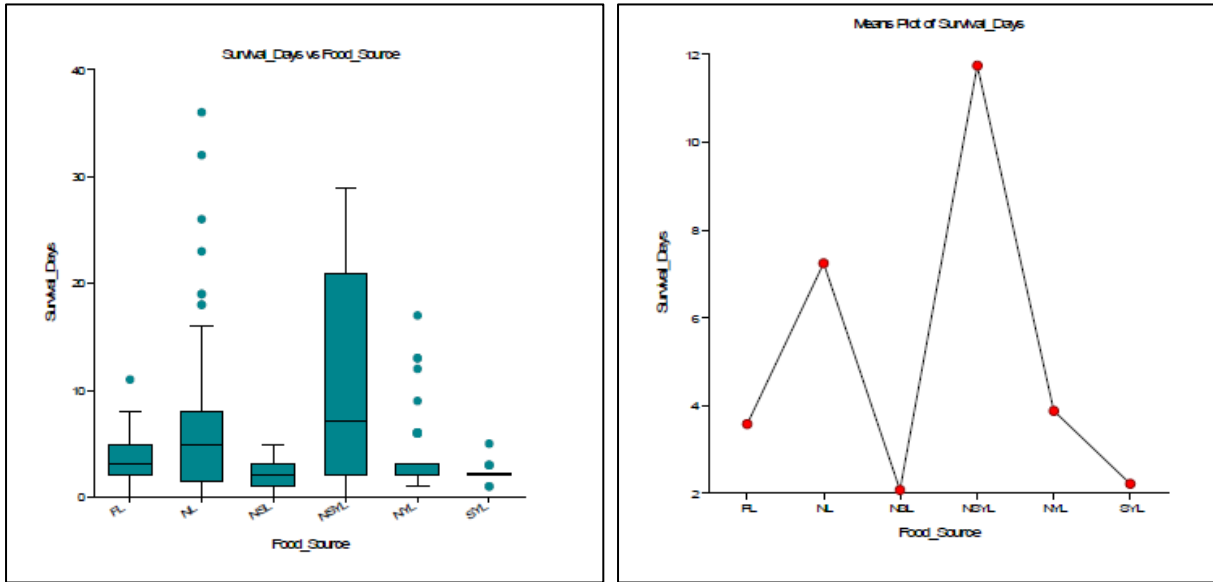 Survival_Days vs Food_Source
40
30
20
10
0
Survival_Days
FL
NL
NSL
NSYL
NYL
SYL
Food_Source
Means Plot of Survival_Days
12
10
8
6
4
2
Survival_Days
FL
NL
NSL
NSYL
NYL
SYL
Food_Source